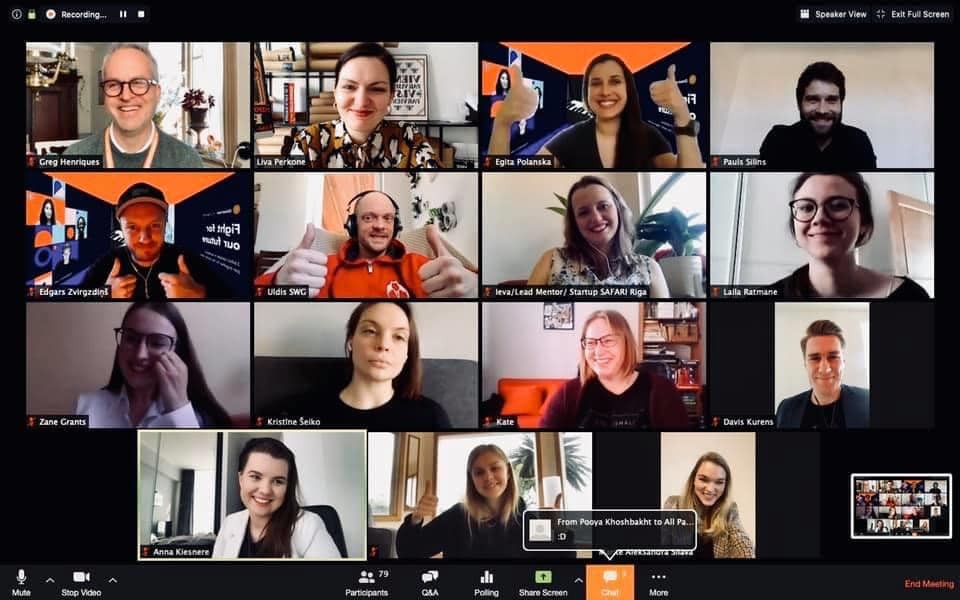 Recording...
Speaker View
Exit Full Screen
Greg Henriques
Liva Perkone
Egita Polanska
Pauls Silins
Fight for
our future
Edgars Zvirgzdiņš
Uldis SWG
Ieva/Lead Mentor/ Startup SAFARI Riga
Laila Ratmane
Zane Grants
Kristīne Šeiko
Kate
Davis Kurens
Anna Kiesnere
From Pooya Khoshbakht to All Pa...
:D
Mute
Stop Video
Participants
79
Q&A
Polling
Share Screen
Chat
More
End Meeting